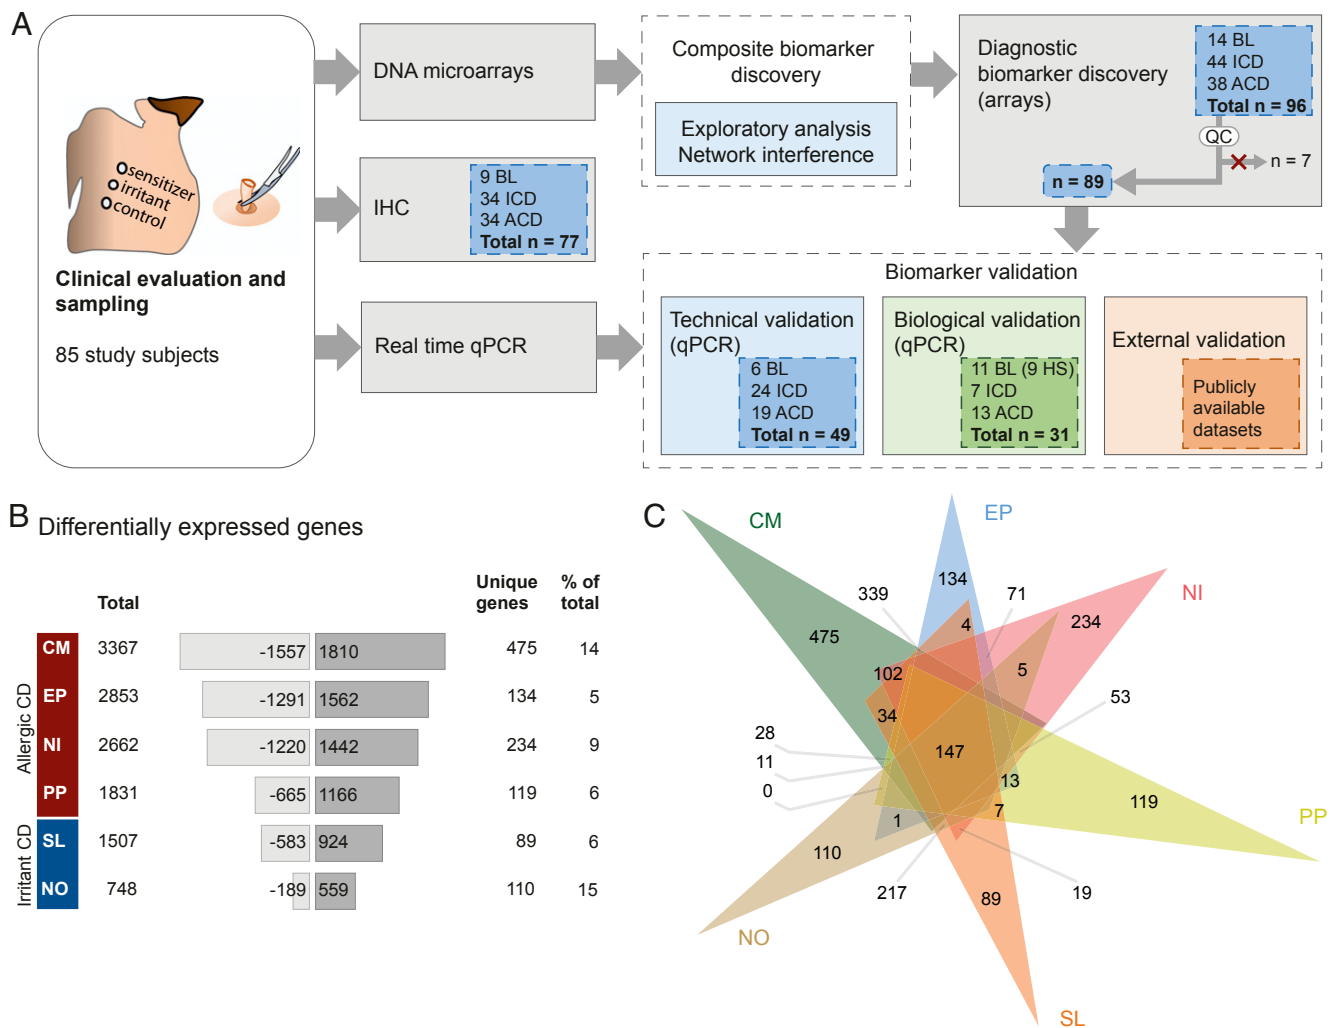 A
sensitizer
irritant
control
Clinical evaluation and
sampling
85 study subjects
DNA microarrays
IHC
9 BL
34 ICD
34 ACD
Total n = 77
Real time qPCR
Composite biomarker
discovery
Exploratory analysis
Network interference
Diagnostic
biomarker discovery
(arrays)
14 BL
44 ICD
38 ACD
Total n = 96
QC
n = 7
n = 89
Biomarker validation
Technical validation
(qPCR)
6 BL
24 ICD
19 ACD
Total n = 49
Biological validation
(qPCR)
11 BL (9 HS)
7 ICD
13 ACD
Total n = 31
External validation
Publicly
available
datasets
B
Differentially expressed genes
Total
Unique
genes
% of
total
Allergic CD
CM 3367 -1557 1810 475 14
EP 2853 -1291 1562 134 5
NI 2662 -1220 1442 234 9
PP 1831 -665 1166 119 6
Irritant CD
SL 1507 -583 924 89 6
NO 748 -189 559 110 15
C
CM
EP
NI
PP
SL
NO
134
339
71
4
234
475
5
102
53
34
28
147
11
13
0
119
7
1
110
217
89
19